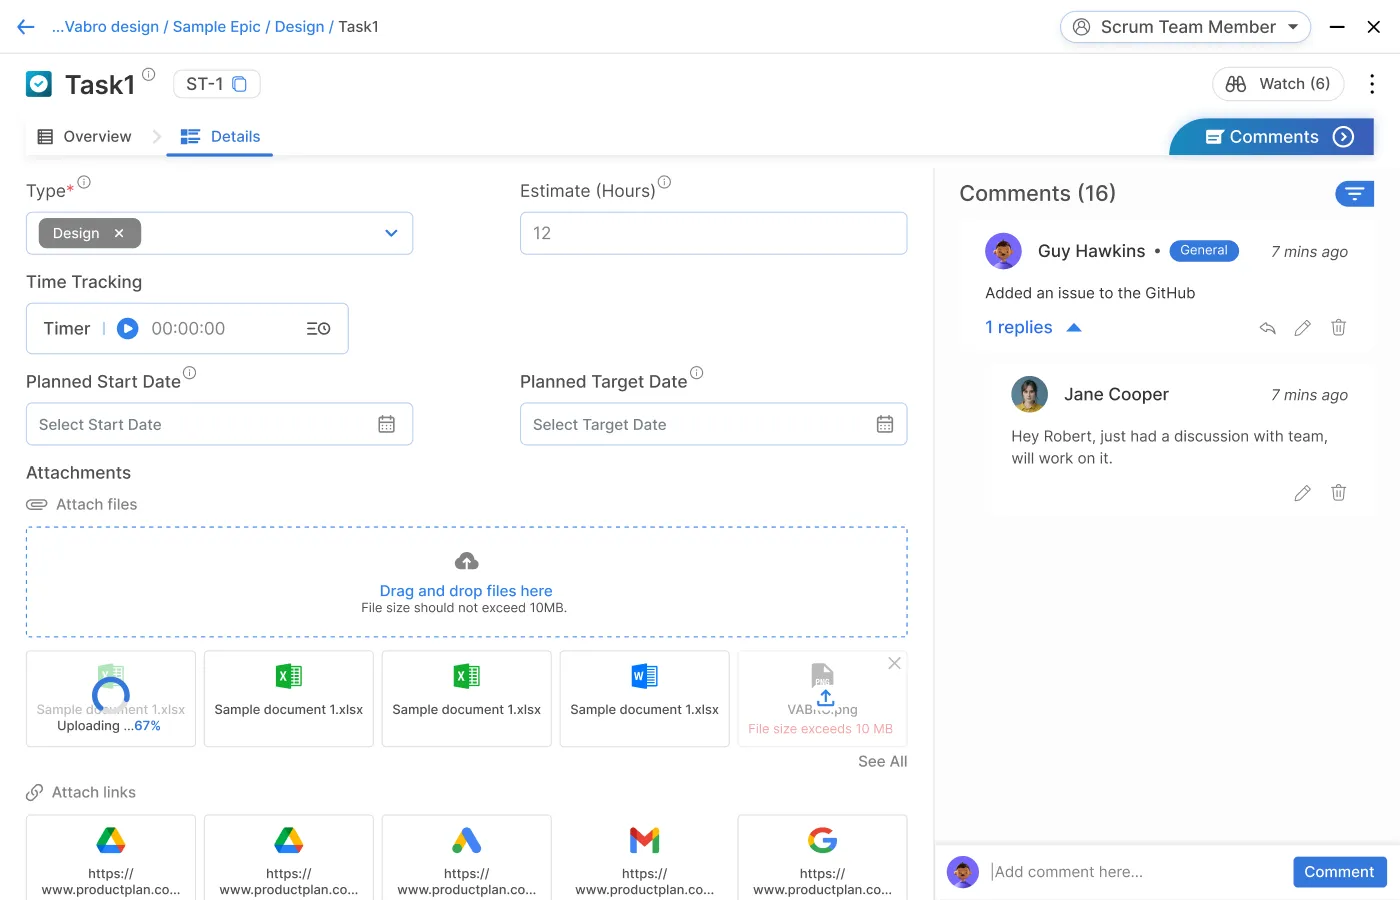 ...Vabro design / Sample Epic / Design / Task1
Scrum Team Member
Task1
ST-1
Watch (6)
Overview
Details
Comments
Type*
Design
Estimate (Hours)
12
Time Tracking
Timer
00:00:00
Planned Start Date
Select Start Date
Planned Target Date
Select Target Date
Attachments
Attach files
Drag and drop files here
File size should not exceed 10MB.
Sample document 1.xlsx
Uploading ...67%
Sample document 1.xlsx
Sample document 1.xlsx
Sample document 1.xlsx
PNG
VABRO.png
File size exceeds 10 MB
See All
Attach links
https://
www.productplan.co...
https://
www.productplan.co...
https://
www.productplan.co...
https://
www.productplan.co...
https://
www.productplan.co...
Comments (16)
Guy Hawkins • General
7 mins ago
Added an issue to the GitHub
1 replies
Jane Cooper
7 mins ago
Hey Robert, just had a discussion with team,
will work on it.
Add comment here...
Comment